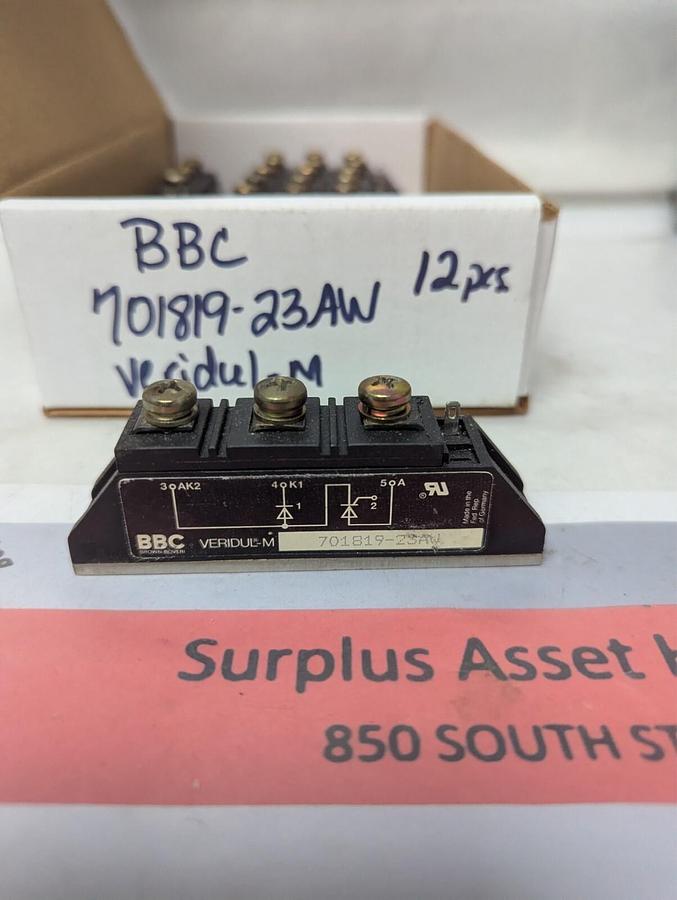 BBC
701819-23AW 12pcs
Veridul-M
3 AK2 4 K1 5 A
1 2
Made in the
Fed. Rep.
of Germany
BBC VERIDUL-M 701819-23AW
BROWN BOVERI
Surplus Asset
850 SOUTH ST